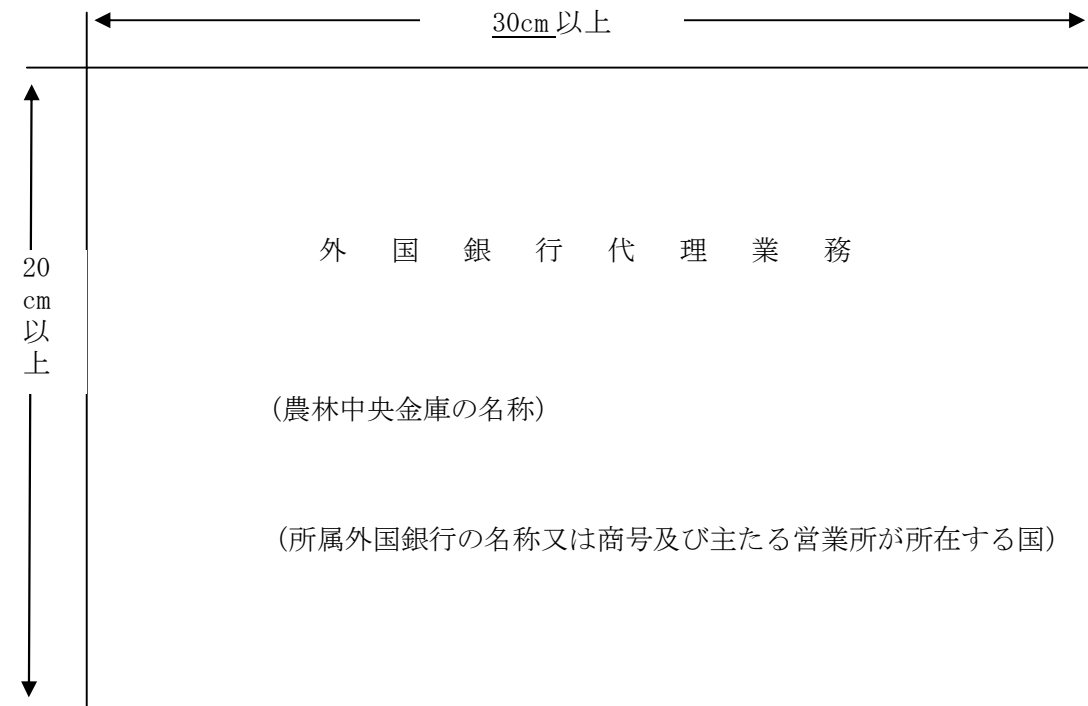 30cm以上
20
cm
以
上
外国銀行代理業務
（農林中央金庫の名称）
（所属外国銀行の名称又は商号及び主たる営業所が所在する国）